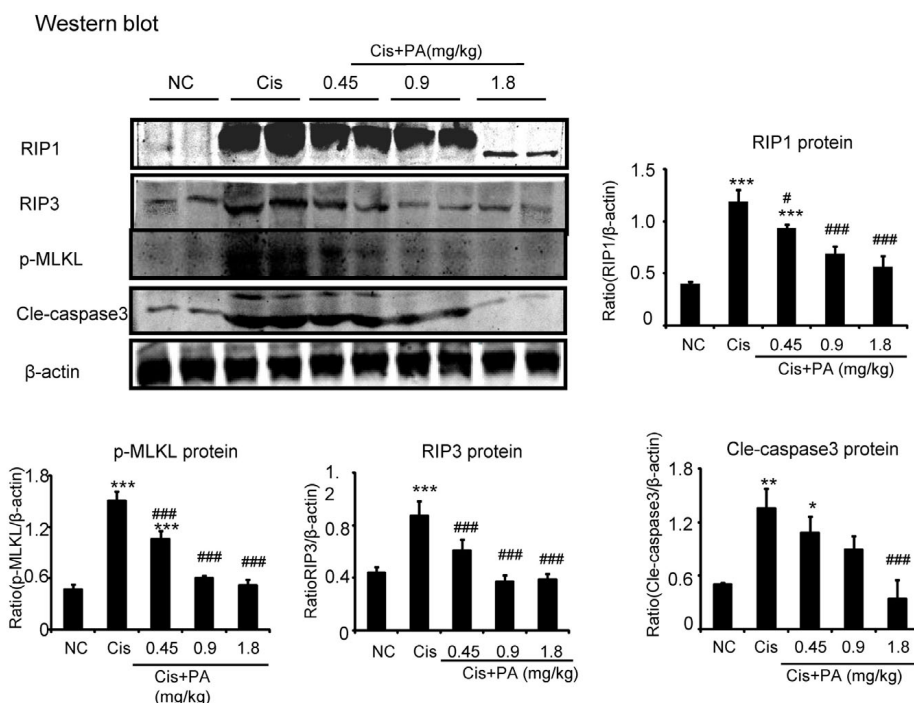 Western blot
Cis+PA(mg/kg)
NC Cis 0.45 0.9 1.8
RIP1
RIP3
p-MLKL
Cle-caspase3
β-actin
RIP1 protein
Ratio(RIP1/β-actin)
1.5
1.0
0.5
0
***
#
***
###
###
NC Cis 0.45 0.9 1.8
Cis+PA (mg/kg)
p-MLKL protein
Ratio(p-MLKL/β-actin)
1.8
1.2
0.6
0
***
###
***
###
###
NC Cis 0.45 0.9 1.8
Cis+PA
(mg/kg)
RIP3 protein
RatioRIP3/β-actin)
1.
2
0.8
0.4
0
***
###
###
###
NC Cis 0.45 0.9 1.8
Cis+PA (mg/kg)
Cle-caspase3 protein
Ratio(Cle-caspase3/β-actin)
1.8
1.2
0.6
0
**
*
###
NC Cis 0.45 0.9 1.8
Cis+PA (mg/kg)